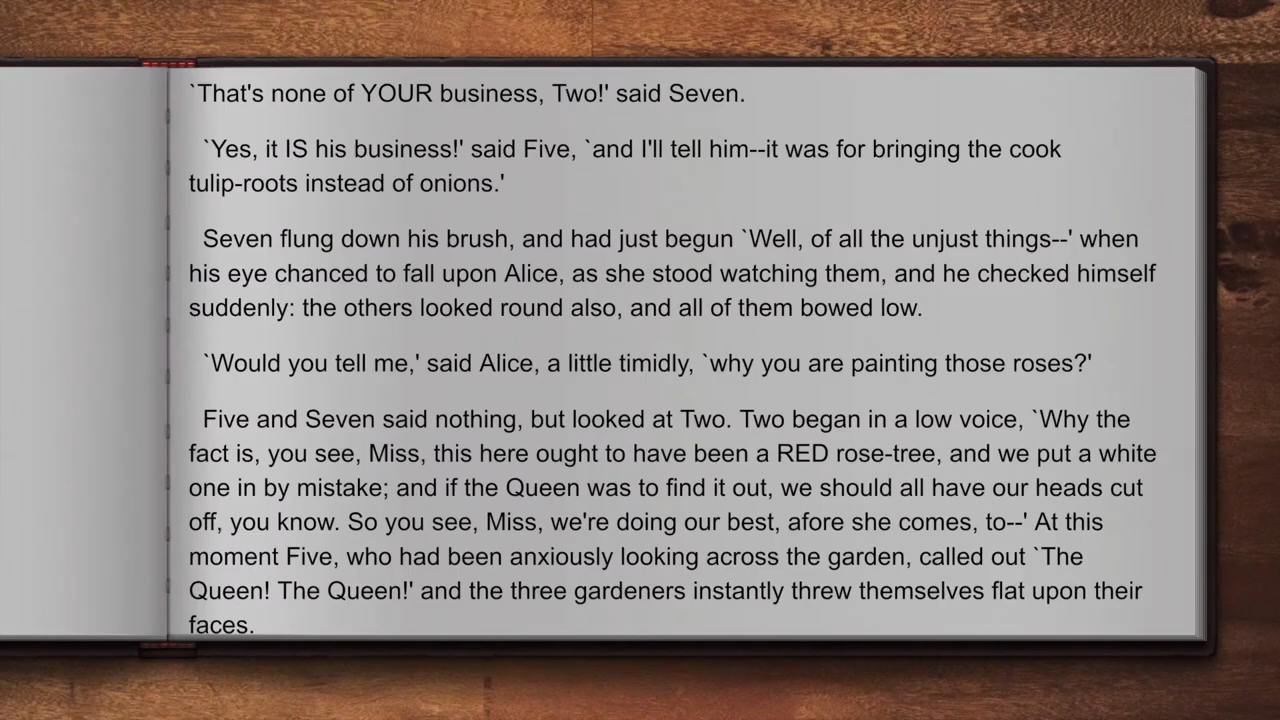 `That's none of YOUR business, Two!' said Seven.
`Yes, it IS his business!' said Five, `and I'll tell him--it was for bringing the cook
tulip-roots instead of onions.'
Seven flung down his brush, and had just begun `Well, of all the unjust things--' when
his eye chanced to fall upon Alice, as she stood watching them, and he checked himself
suddenly: the others looked round also, and all of them bowed low.
`Would you tell me,' said Alice, a little timidly, `why you are painting those roses?'
Five and Seven said nothing, but looked at Two. Two began in a low voice, `Why the
fact is, you see, Miss, this here ought to have been a RED rose-tree, and we put a white
one in by mistake; and if the Queen was to find it out, we should all have our heads cut
off, you know. So you see, Miss, we're doing our best, afore she comes, to--' At this
moment Five, who had been anxiously looking across the garden, called out `The
Queen! The Queen!' and the three gardeners instantly threw themselves flat upon their
faces.